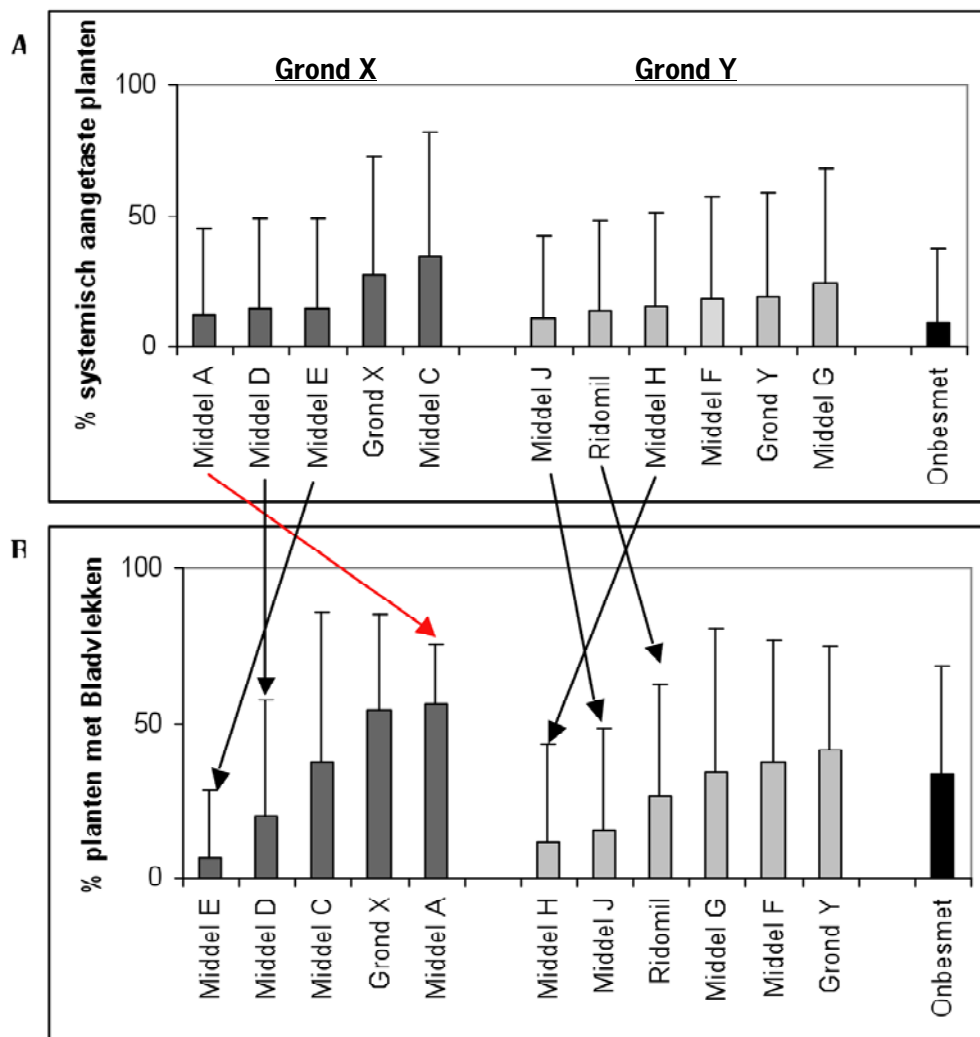 A
Grond X Grond Y
% systemisch aangetaste planten
100
50
0
Middel A
Middel D
Middel E
Grond X
Middel C
Middel J
Ridomil
Middel H
Middel F
Grond Y
Middel G
Onbesmet
B
% planten met Bladvlekken
100
50
0
Middel E
Middel D
Middel C
Grond X
Middel A
Middel H
Middel J
Ridomil
Middel G
Middel F
Grond Y
Onbesmet